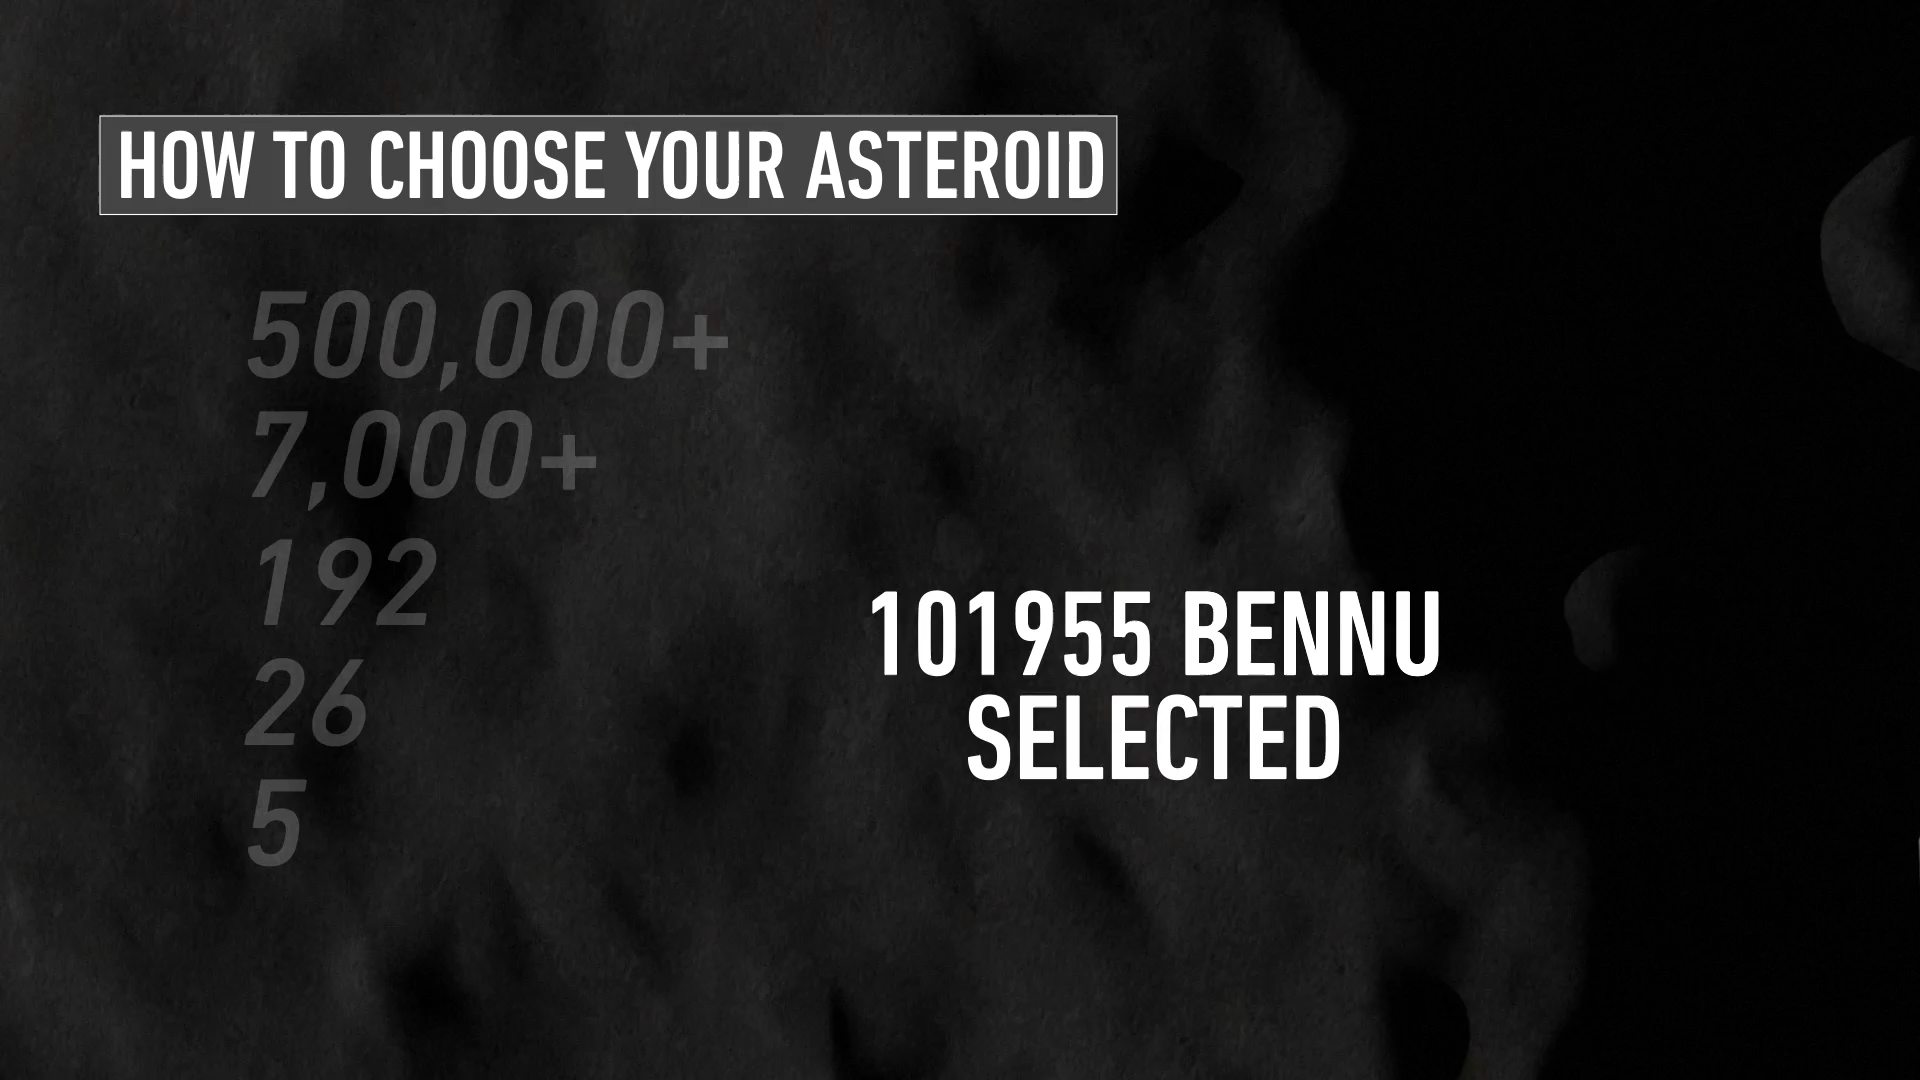 HOW TO CHOOSE YOUR ASTEROID
500,000+
7,000+
192
26
5
101955 BENNU
SELECTED